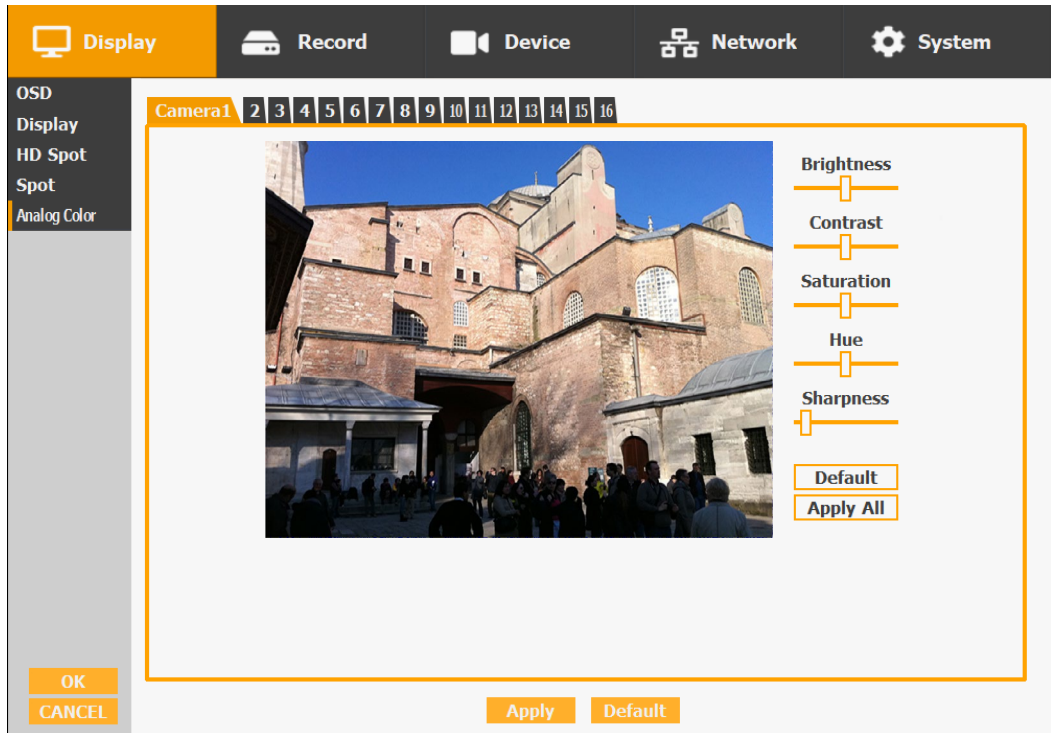 Display Record Device Network System
OSD
Display
HD Spot
Spot
Analog Color
Camera1 2 3 4 5 6 7 8 9 10 11 12 13 14 15 16
Brightness
Contrast
Saturation
Hue
Sharpness
Default
Apply All
OK
CANCEL
Apply Default